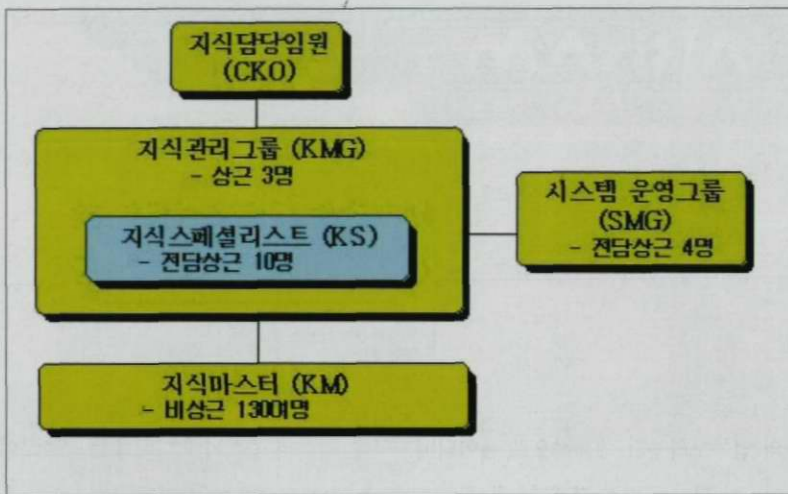 지식담당임원
(CKO)
지식관리그룹 (KMG)
- 상근 3명
지식스페셜리스트 (KS)
- 전담상근 10명
시스템 운영그룹
(SMG)
- 전담상근 4명
지식마스터 (KM)
- 비상근 130여명